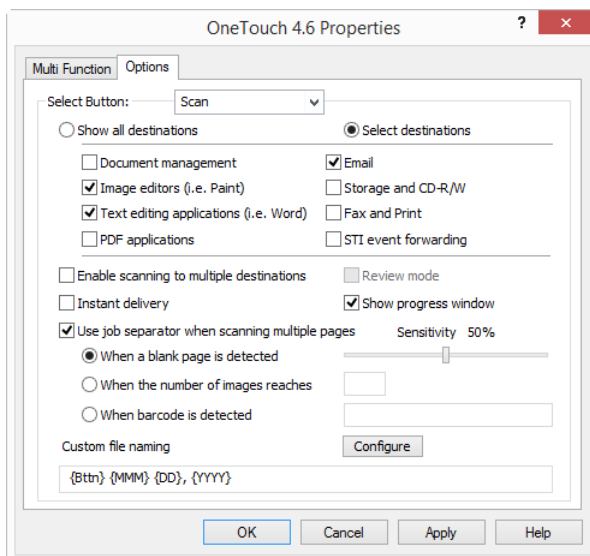 OneTouch 4.6 Properties
?
Multi Function Options
Select Button: Scan
Show all destinations Select destinations
Document management Email
Image editors (i.e. Paint) Storage and CD-R/W
Text editing applications (i.e. Word) Fax and Print
PDF applications STI event forwarding
Enable scanning to multiple destinations Review mode
Instant delivery Show progress window
Use job separator when scanning multiple pages Sensitivity 50%
When a blank page is detected
When the number of images reaches
When barcode is detected
Custom file naming Configure
{Bttn} {MMM} {DD}, {YYYY}
OK Cancel Apply Help